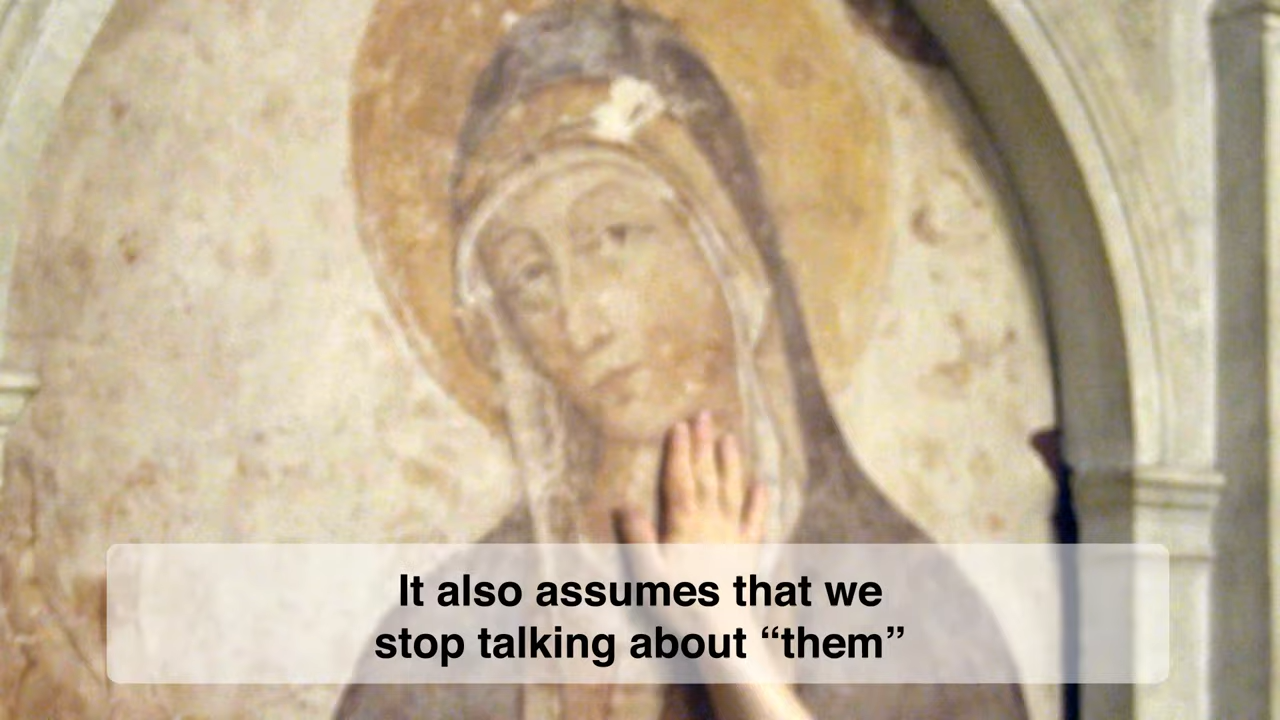 It also assumes that we
stop talking about “them”